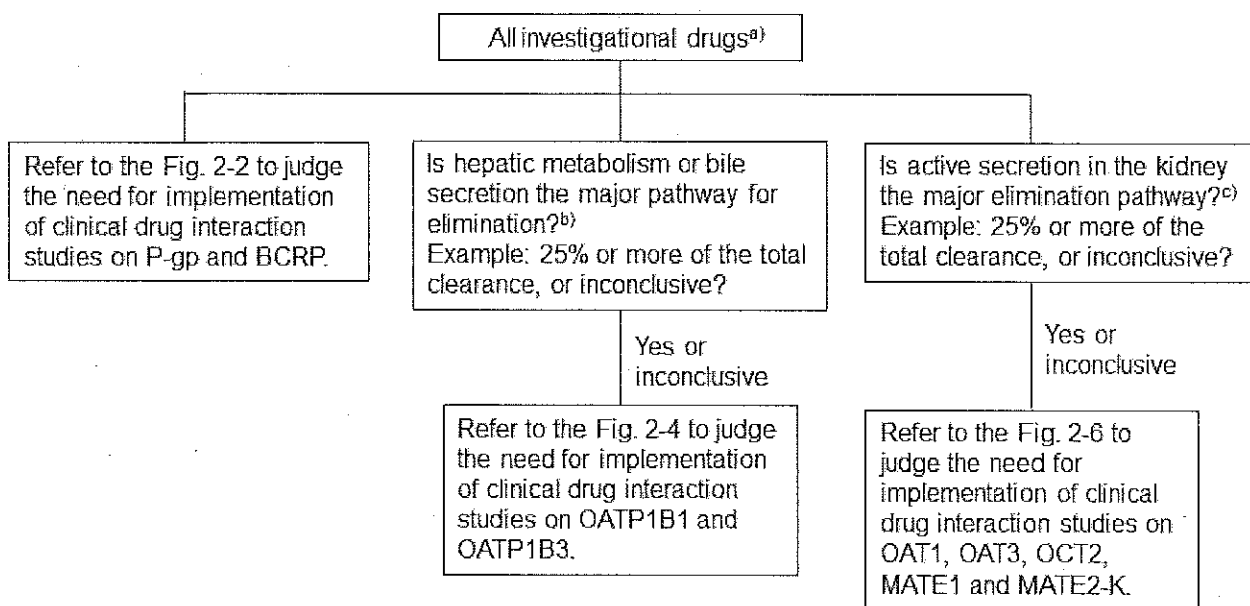 All investigational drugsa)
Refer to the Fig. 2-2 to judge
the need for implementation
of clinical drug interaction
studies on P-gp and BCRP.
Is hepatic metabolism or bile
secretion the major pathway for
elimination?b)
Example: 25% or more of the total
clearance, or inconclusive?
Is active secretion in the kidney
the major elimination pathway?c)
Example: 25% or more of the
total clearance, or inconclusive?
Yes or
inconclusive
Yes or
inconclusive
Refer to the Fig. 2-4 to judge
the need for implementation
of clinical drug interaction
studies on OATP1B1 and
OATP1B3.
Refer to the Fig. 2-6 to
judge the need for
implementation of clinical
drug interaction studies on
OAT1, OAT3, OCT2,
MATE1 and MATE2-K.